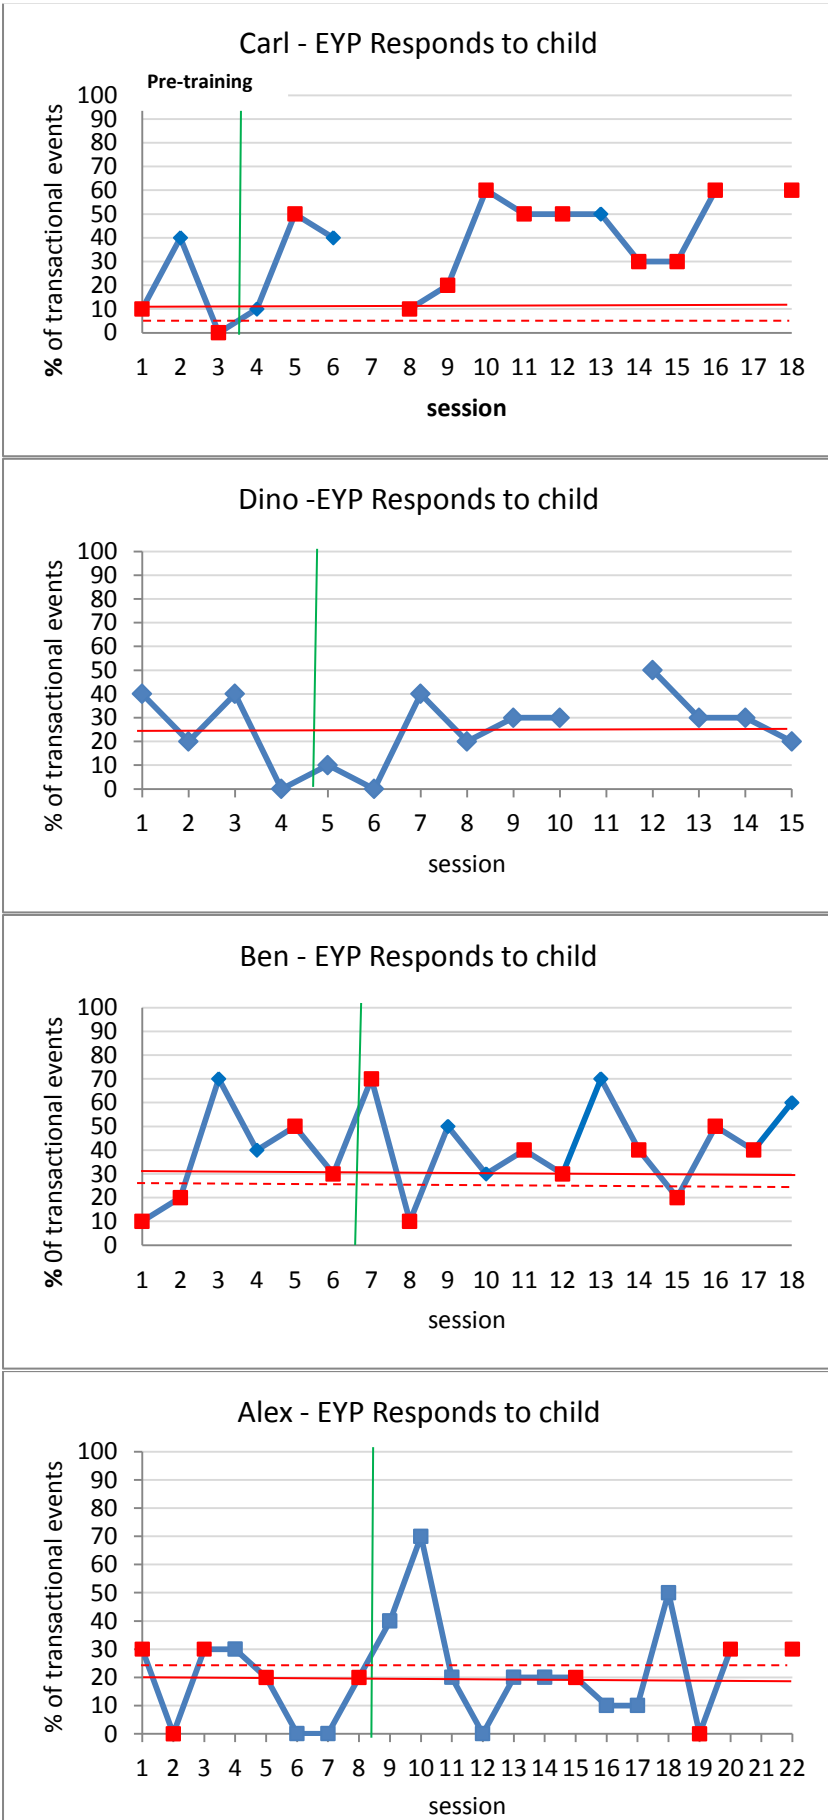 Carl - EYP Responds to child
Pre-training
% of transactional events
100
90
80
70
60
50
40
30
20
10
0
1 2 3 4 5 6 7 8 9 10 11 12 13 14 15 16 17 18
session
Dino -EYP Responds to child
% of transactional events
100
90
80
70
60
50
40
30
20
10
0
1 2 3 4 5 6 7 8 9 10 11 12 13 14 15
session
Ben - EYP Responds to child
% 0f transactional events
100
90
80
70
60
50
40
30
20
10
0
1 2 3 4 5 6 7 8 9 10 11 12 13 14 15 16 17 18
session
Alex - EYP Responds to child
% of transactional events
100
90
80
70
60
50
40
30
20
10
0
1 2 3 4 5 6 7 8 9 10 11 12 13 14 15 16 17 18 19 20 21 22
session